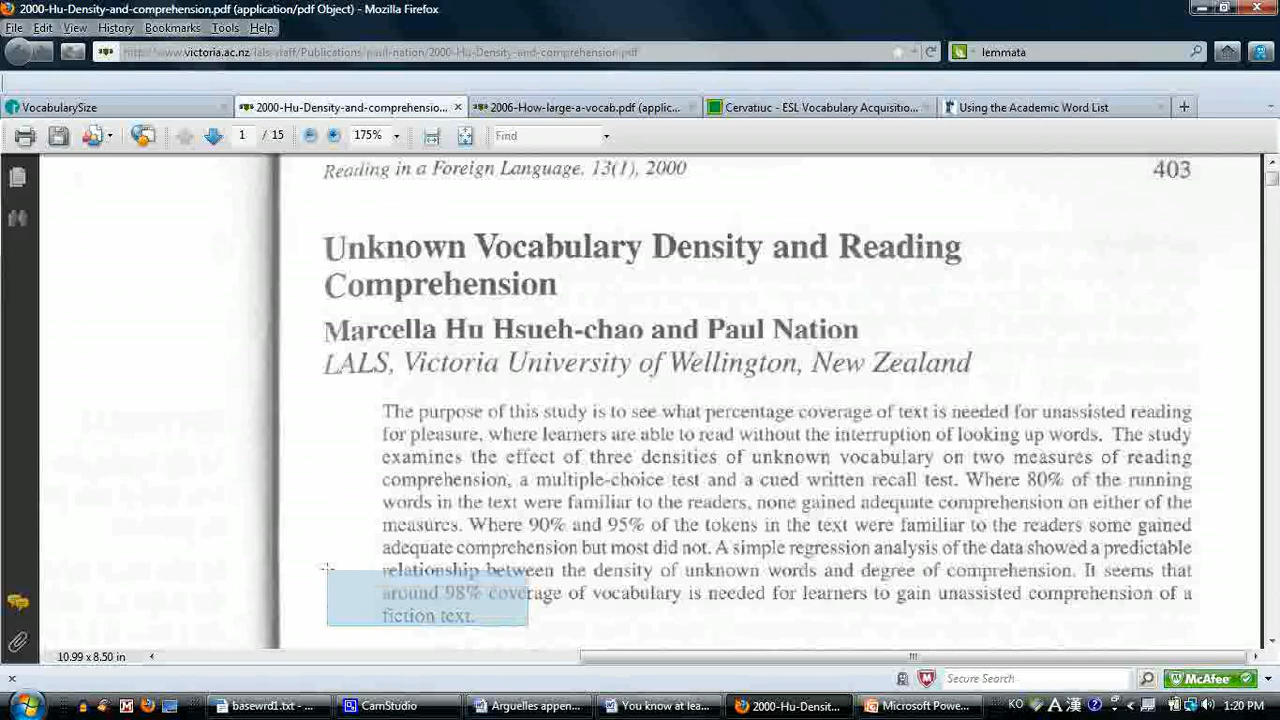 2000-Hu-Density-and-comprehension.pdf (application/pdf Object) - Mozilla Firefox
File Edit View History Bookmarks Tools Help
http://www.victoria.ac.nz/lals/staff/Publications/paul-nation/2000-Hu-Density-and-comprehension.pdf
lemmata
VocabularySize
2000-Hu-Density-and-comprehensio...
2006-How-large-a-vocab.pdf (applic...
Cervatiuc - ESL Vocabulary Acquisitio...
Using the Academic Word List
1 / 15
175%
Find
Reading in a Foreign Language, 13(1), 2000
403
Unknown Vocabulary Density and Reading
Comprehension
Marcella Hu Hsueh-chao and Paul Nation
LALS, Victoria University of Wellington, New Zealand
The purpose of this study is to see what percentage coverage of text is needed for unassisted reading
for pleasure, where learners are able to read without the interruption of looking up words. The study
examines the effect of three densities of unknown vocabulary on two measures of reading
comprehension, a multiple-choice test and a cued written recall test. Where 80% of the running
words in the text were familiar to the readers, none gained adequate comprehension on either of the
measures. Where 90% and 95% of the tokens in the text were familiar to the readers some gained
adequate comprehension but most did not. A simple regression analysis of the data showed a predictable
relationship between the density of unknown words and degree of comprehension. It seems that
around 98% coverage of vocabulary is needed for learners to gain unassisted comprehension of a
fiction text.
10.99 x 8.50 in
Secure Search
McAfee
basewrd1.txt - ...
CamStudio
Arguelles appen...
You know at lea...
2000-Hu-Densit...
Microsoft Powe...
KO
A 漢
1:20 PM